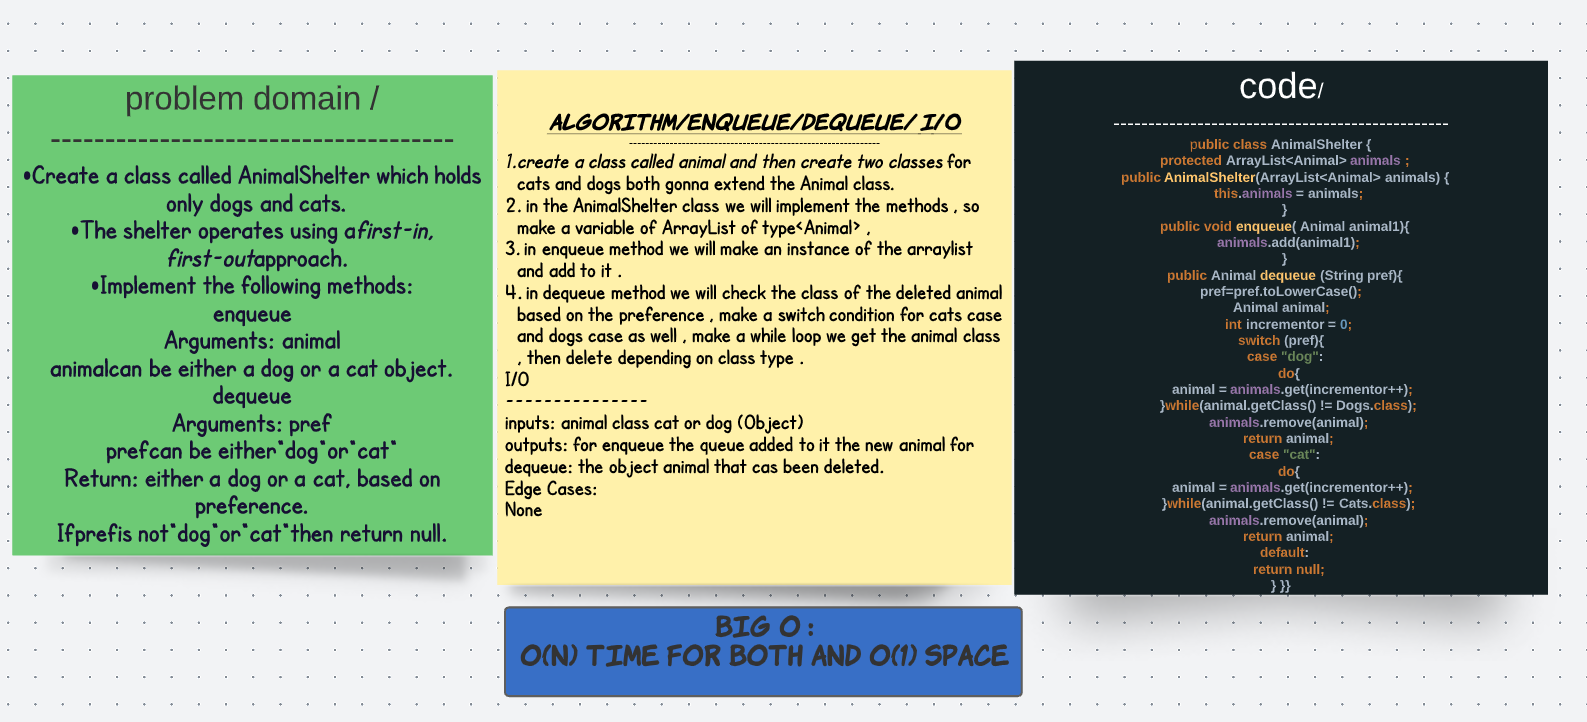 problem domain /
-------------------------------------
•Create a class called AnimalShelter which holds
only dogs and cats.
•The shelter operates using afirst-in,
first-outapproach.
•Implement the following methods:
enqueue
Arguments: animal
animalcan be either a dog or a cat object.
dequeue
Arguments: pref
prefcan be either"dog"or"cat"
Return: either a dog or a cat, based on
preference.
Ifprefis not"dog"or"cat"then return null.
ALGORITHM/ENQUEUE/DEQUEUE/ I/O
---------------------------------------------------------------
1.create a class called animal and then create two classes for
cats and dogs both gonna extend the Animal class.
2. in the AnimalShelter class we will implement the methods , so
make a variable of ArrayList of type<Animal> ,
3. in enqueue method we will make an instance of the arraylist
and add to it .
4. in dequeue method we will check the class of the deleted animal
based on the preference , make a switch condition for cats case
and dogs case as well , make a while loop we get the animal class
, then delete depending on class type .
I/O
---------------
inputs: animal class cat or dog (Object)
outputs: for enqueue the queue added to it the new animal for
dequeue: the object animal that cas been deleted.
Edge Cases:
None
BIG O :
O(N) TIME FOR BOTH AND O(1) SPACE
code/
------------------------------------------------
public class AnimalShelter {
protected ArrayList<Animal> animals ;
public AnimalShelter(ArrayList<Animal> animals) {
this.animals = animals;
}
public void enqueue( Animal animal1){
animals.add(animal1);
}
public Animal dequeue (String pref){
pref=pref.toLowerCase();
Animal animal;
int incrementor = 0;
switch (pref){
case "dog":
do{
animal = animals.get(incrementor++);
}while(animal.getClass() != Dogs.class);
animals.remove(animal);
return animal;
case "cat":
do{
animal = animals.get(incrementor++);
}while(animal.getClass() != Cats.class);
animals.remove(animal);
return animal;
default:
return null;
} }}